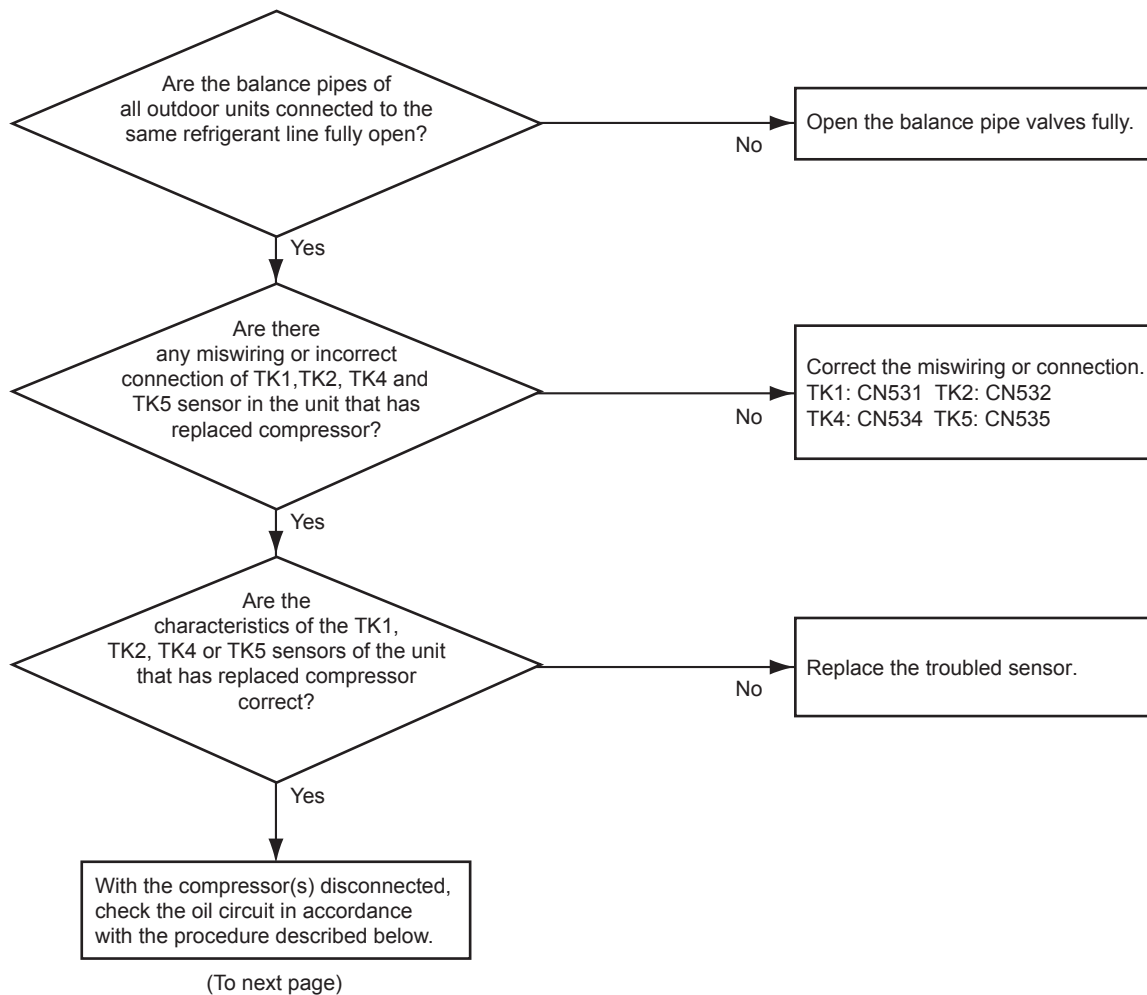 Are the balance pipes of
all outdoor units connected to the
same refrigerant line fully open?
No
Open the balance pipe valves fully.
Yes
Are there
any miswiring or incorrect
connection of TK1,TK2, TK4 and
TK5 sensor in the unit that has
replaced compressor?
No
Correct the miswiring or connection.
TK1: CN531 TK2: CN532
TK4: CN534 TK5: CN535
Yes
Are the
characteristics of the TK1,
TK2, TK4 or TK5 sensors of the unit
that has replaced compressor
correct?
No
Replace the troubled sensor.
Yes
With the compressor(s) disconnected,
check the oil circuit in accordance
with the procedure described below.
(To next page)